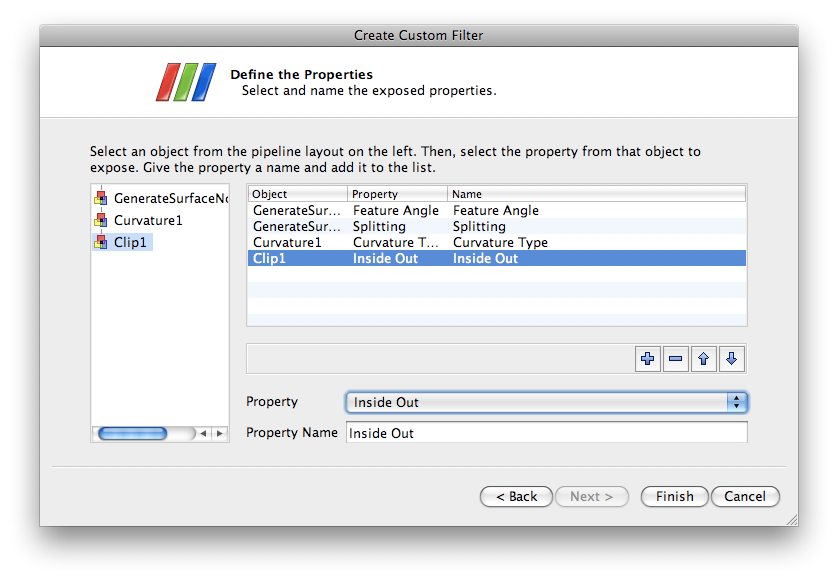 Create Custom Filter
Define the Properties
Select and name the exposed properties.
Select an object from the pipeline layout on the left. Then, select the property from that object to
expose. Give the property a name and add it to the list.
GenerateSurfaceNo
Curvature1
Clip1
Object Property Name
GenerateSur... Feature Angle Feature Angle
GenerateSur... Splitting Splitting
Curvature1 Curvature T... Curvature Type
Clip1 Inside Out Inside Out
Property Inside Out
Property Name Inside Out
< Back Next > Finish Cancel